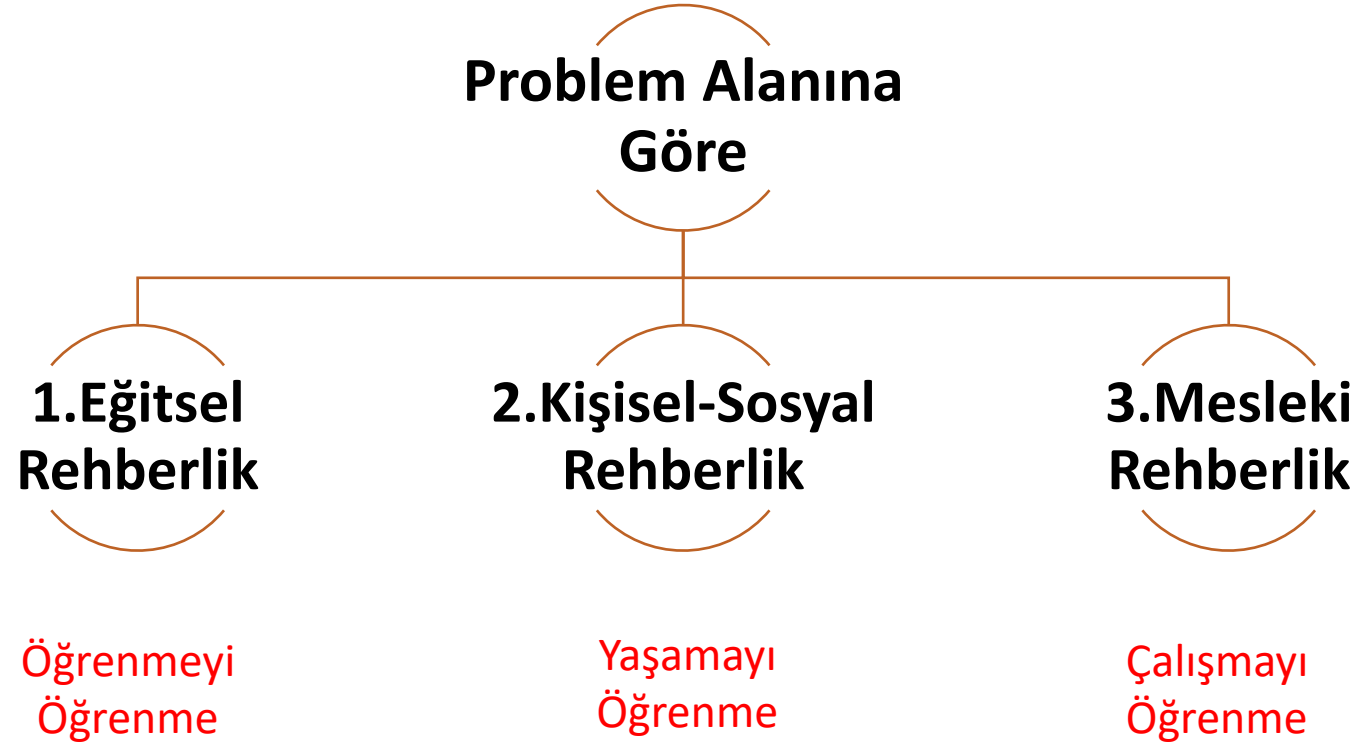 Problem Alanına
Göre
1.Eğitsel
Rehberlik
2.Kişisel-Sosyal
Rehberlik
3.Mesleki
Rehberlik
Öğrenmeyi
Öğrenme
Yaşamayı
Öğrenme
Çalışmayı
Öğrenme